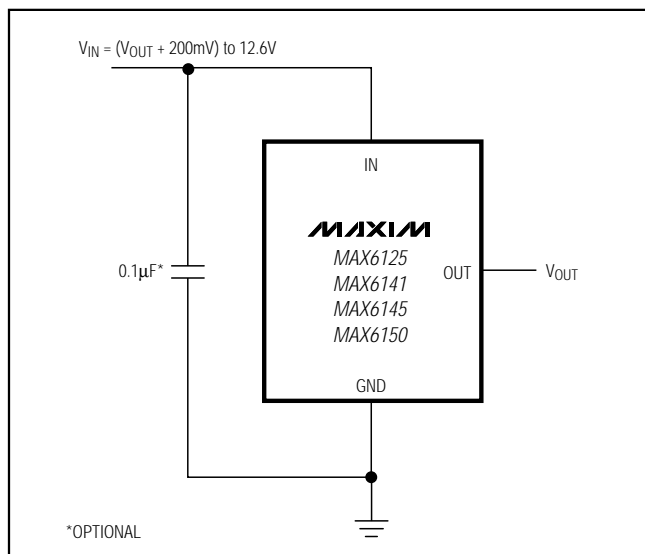 V_IN = (V_OUT + 200mV) to 12.6V
IN
MAXIM
MAX6125
MAX6141
MAX6145
MAX6150
OUT
V_OUT
0.1μF*
GND
*OPTIONAL